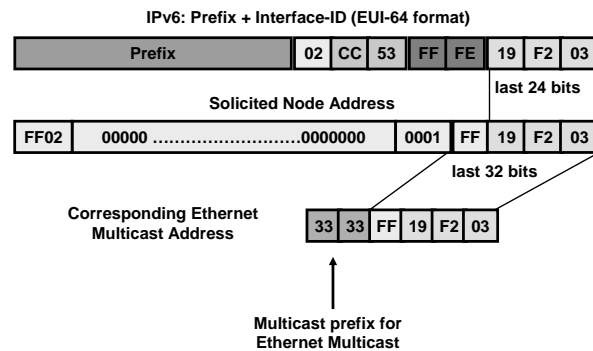 IPv6: Prefix + Interface-ID (EUI-64 format)
Prefix 02 CC 53 FF FE 19 F2 03
last 24 bits
Solicited Node Address
FF02 00000 ..............................0000000 0001 FF 19 F2 03
last 32 bits
Corresponding Ethernet
Multicast Address
33 33 FF 19 F2 03
Multicast prefix for
Ethernet Multicast